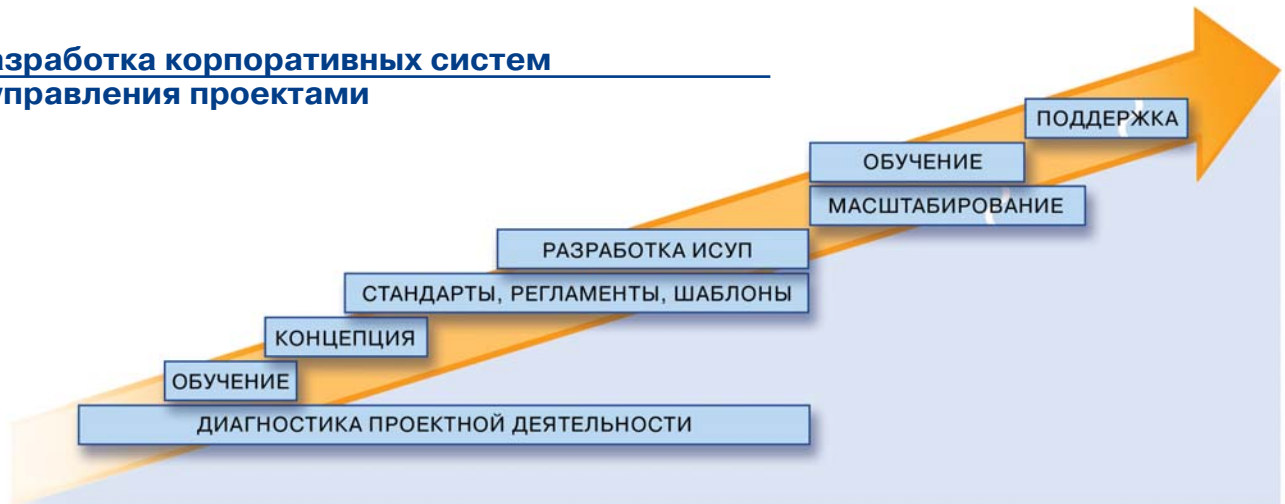 азработка корпоративных систем
управления проектами
ПОДДЕРЖКА
ОБУЧЕНИЕ
МАСШТАБИРОВАНИЕ
РАЗРАБОТКА ИСУП
СТАНДАРТЫ, РЕГЛАМЕНТЫ, ШАБЛОНЫ
КОНЦЕПЦИЯ
ОБУЧЕНИЕ
ДИАГНОСТИКА ПРОЕКТНОЙ ДЕЯТЕЛЬНОСТИ